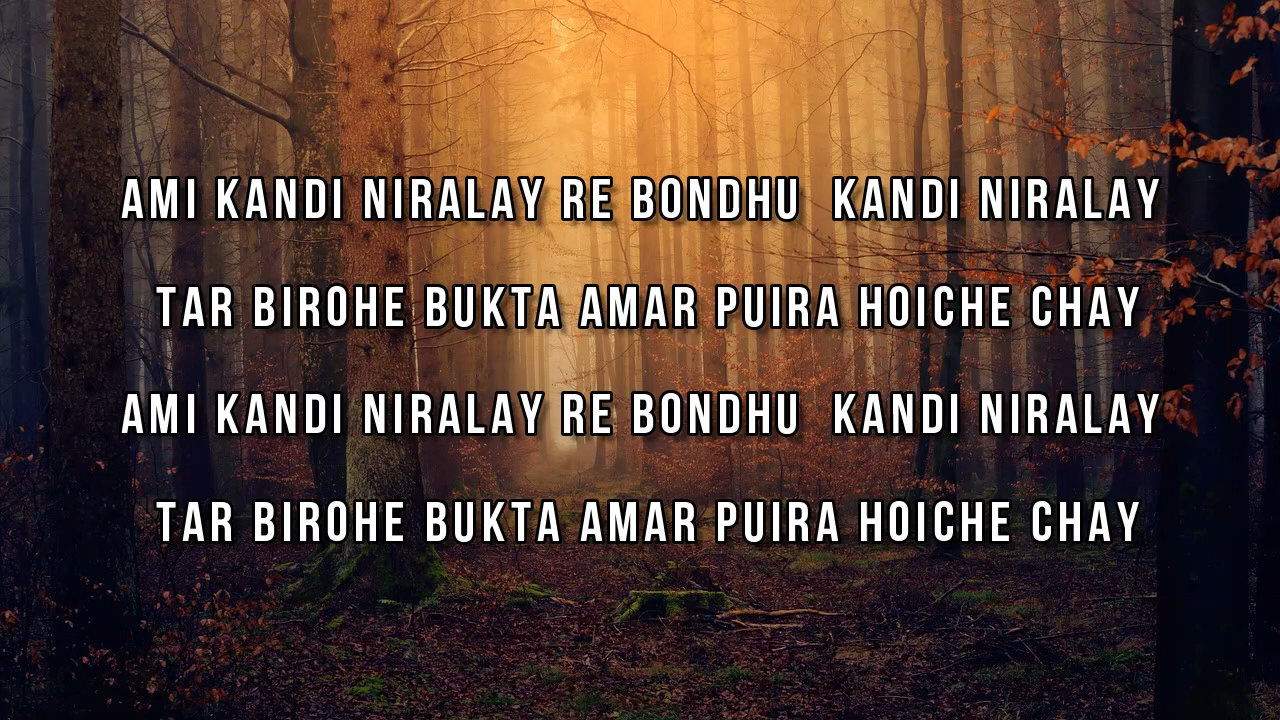 AMI KANDI NIRALAY RE BONDHU  KANDI NIRALAY
TAR BIROHE BUKTA AMAR PUIRA HOICHE CHAY
AMI KANDI NIRALAY RE BONDHU  KANDI NIRALAY
TAR BIROHE BUKTA AMAR PUIRA HOICHE CHAY